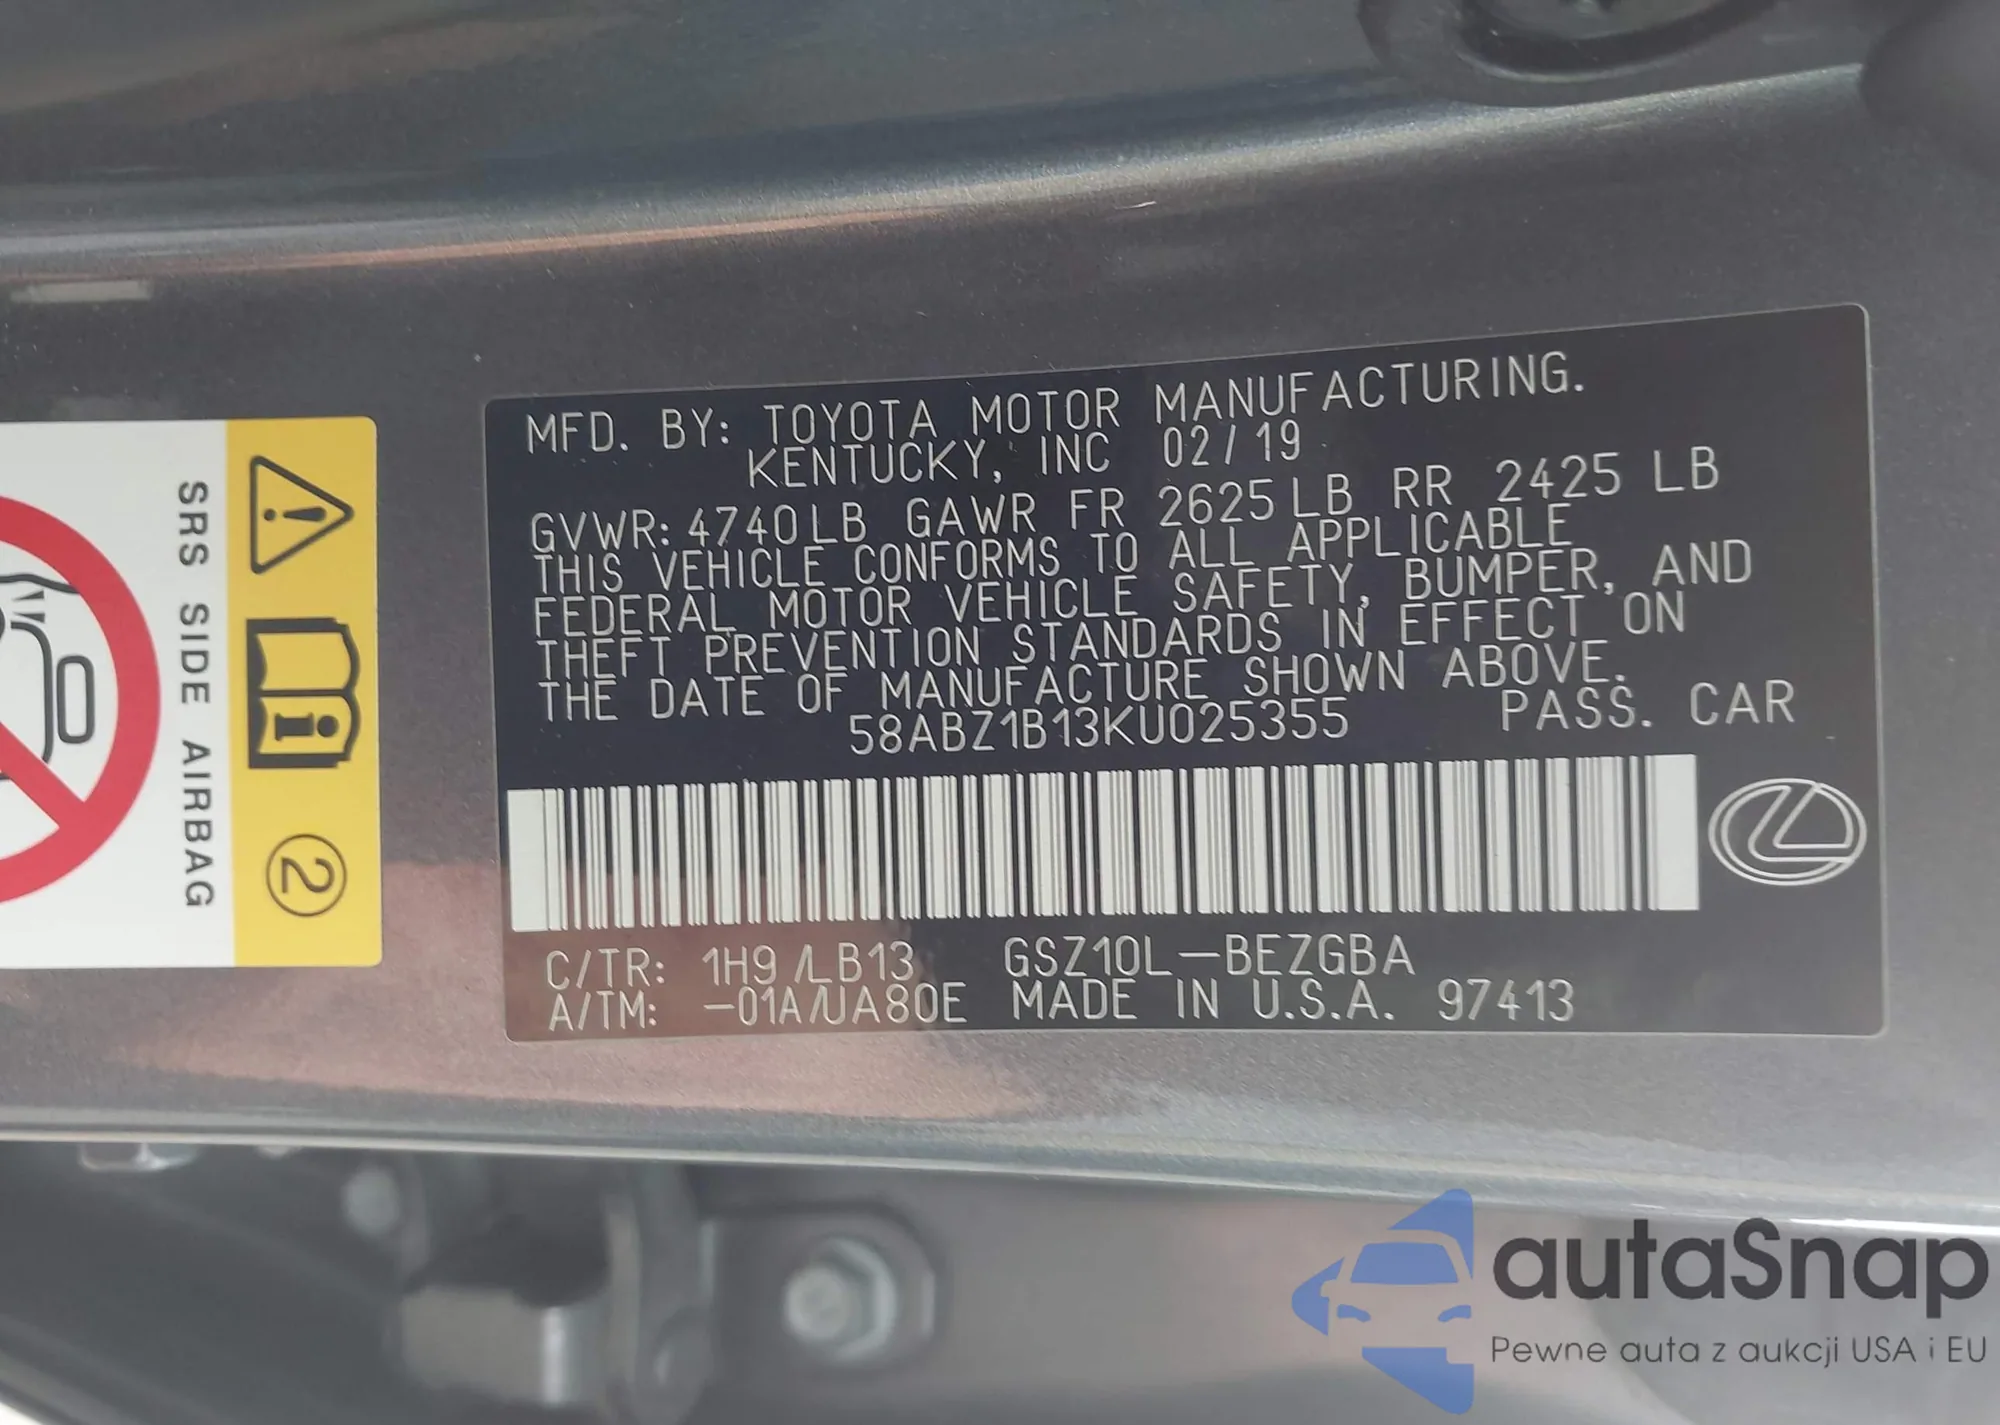 MFD. BY: TOYOTA MOTOR MANUFACTURING.
KENTUCKY, INC 02/19
GVWR: 4740LB GAWR FR 2625LB RR 2425 LB
THIS VEHICLE CONFORMS TO ALL APPLICABLE
FEDERAL MOTOR VEHICLE SAFETY, BUMPER, AND
THEFT PREVENTION STANDARDS IN EFFECT ON
THE DATE OF MANUFACTURE SHOWN ABOVE.
58ABZ1B13KU025355 PASS. CAR
C/TR: 1H9/LB13 GSZ10L-BEZGBA
A/TM: -01A/UA80E MADE IN U.S.A. 97413
SRS SIDE AIRBAG
2
autaSnap
Pewne auta z aukcji USA i EU